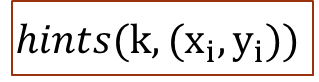 hints(k, (xᵢ, yᵢ))